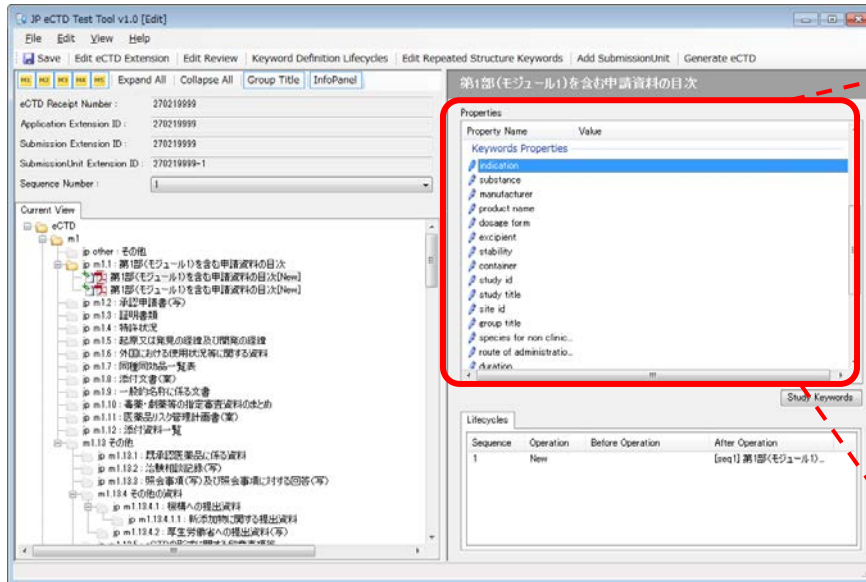 JP eCTD Test Tool v1.0 [Edit]
File Edit View Help
Save Edit eCTD Extension Edit Review Keyword Definition Lifecycles Edit Repeated Structure Keywords Add SubmissionUnit Generate eCTD
M1 M2 M3 M4 M5 Expand All Collapse All Group Title InfoPanel
第1部(モジュール1)を含む申請資料の目次
eCTD Receipt Number : 270219999
Application Extension ID : 270219999
Submission Extension ID : 270219999
SubmissionUnit Extension ID : 270219999-1
Sequence Number : 1
Current View
eCTD
m1
jp other : その他
jp m1.1 : 第1部(モジュール1)を含む申請資料の目次
第1部(モジュール1)を含む申請資料の目次[New]
第1部(モジュール1)を含む申請資料の目次[New]
jp m1.2 : 承認申請書(写)
jp m1.3 : 証明書類
jp m1.4 : 特許状況
jp m1.5 : 起原又は発見の経緯及び開発の経緯
jp m1.6 : 外国における使用状況等に関する資料
jp m1.7 : 同種同効品一覧表
jp m1.8 : 添付文書(案)
jp m1.9 : 一般的名称に係る文書
jp m1.10 : 毒薬・劇薬等の指定審査資料のまとめ
jp m1.11 : 医薬品リスク管理計画書(案)
jp m1.12 : 添付資料一覧
m1.13 その他
jp m1.13.1 : 既承認医薬品に係る資料
jp m1.13.2 : 治験相談記録(写)
jp m1.13.3 : 照会事項(写)及び照会事項に対する回答(写)
m1.13.4 その他の資料
jp m1.13.4.1 : 機構への提出資料
jp m1.13.4.1.1 : 新添加物に関する提出資料
jp m1.13.4.2 : 厚生労働省への提出資料(写)
Properties
Property Name Value
Keywords Properties
indication
substance
manufacturer
product name
dosage form
excipient
stability
container
study id
study title
site id
group title
species for non clinic...
route of administratio...
duration
Study Keywords
Lifecycles
Sequence Operation Before Operation After Operation
1 New [seq1] 第1部(モジュール1)...